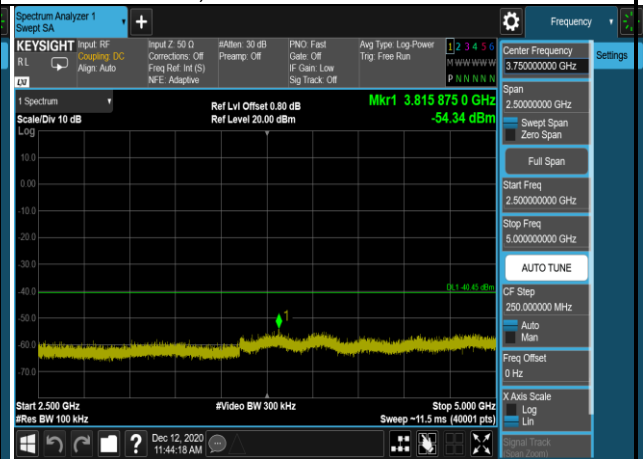 Spectrum Analyzer 1
Swept SA
Frequency
KEYSIGHT
RL
LXI
Input: RF
Coupling: DC
Align: Auto
Input Z: 50 Ω
Corrections: Off
Freq Ref: Int (S)
NFE: Adaptive
#Atten: 30 dB
Preamp: Off
PNO: Fast
Gate: Off
IF Gain: Low
Sig Track: Off
Avg Type: Log-Power
Trig: Free Run
1 2 3 4 5 6
M W W W W W
P N N N N N
Center Frequency
3.750000000 GHz
Settings
Span
2.50000000 GHz
Swept Span
Zero Span
Full Span
Start Freq
2.500000000 GHz
Stop Freq
5.000000000 GHz
AUTO TUNE
CF Step
250.000000 MHz
Auto
Man
Freq Offset
0 Hz
X Axis Scale
Log
Lin
Signal Track
(Span Zoom)
1 Spectrum
Scale/Div 10 dB
Log
Ref Lvl Offset 0.80 dB
Ref Level 20.00 dBm
Mkr1 3.815 875 0 GHz
-54.34 dBm
10.0
0.00
-10.0
-20.0
-30.0
-40.0
-50.0
-60.0
-70.0
DL1 -40.45 dBm
1
Start 2.500 GHz
#Res BW 100 kHz
#Video BW 300 kHz
Stop 5.000 GHz
Sweep ~11.5 ms (40001 pts)
?
Dec 12, 2020
11:44:18 AM